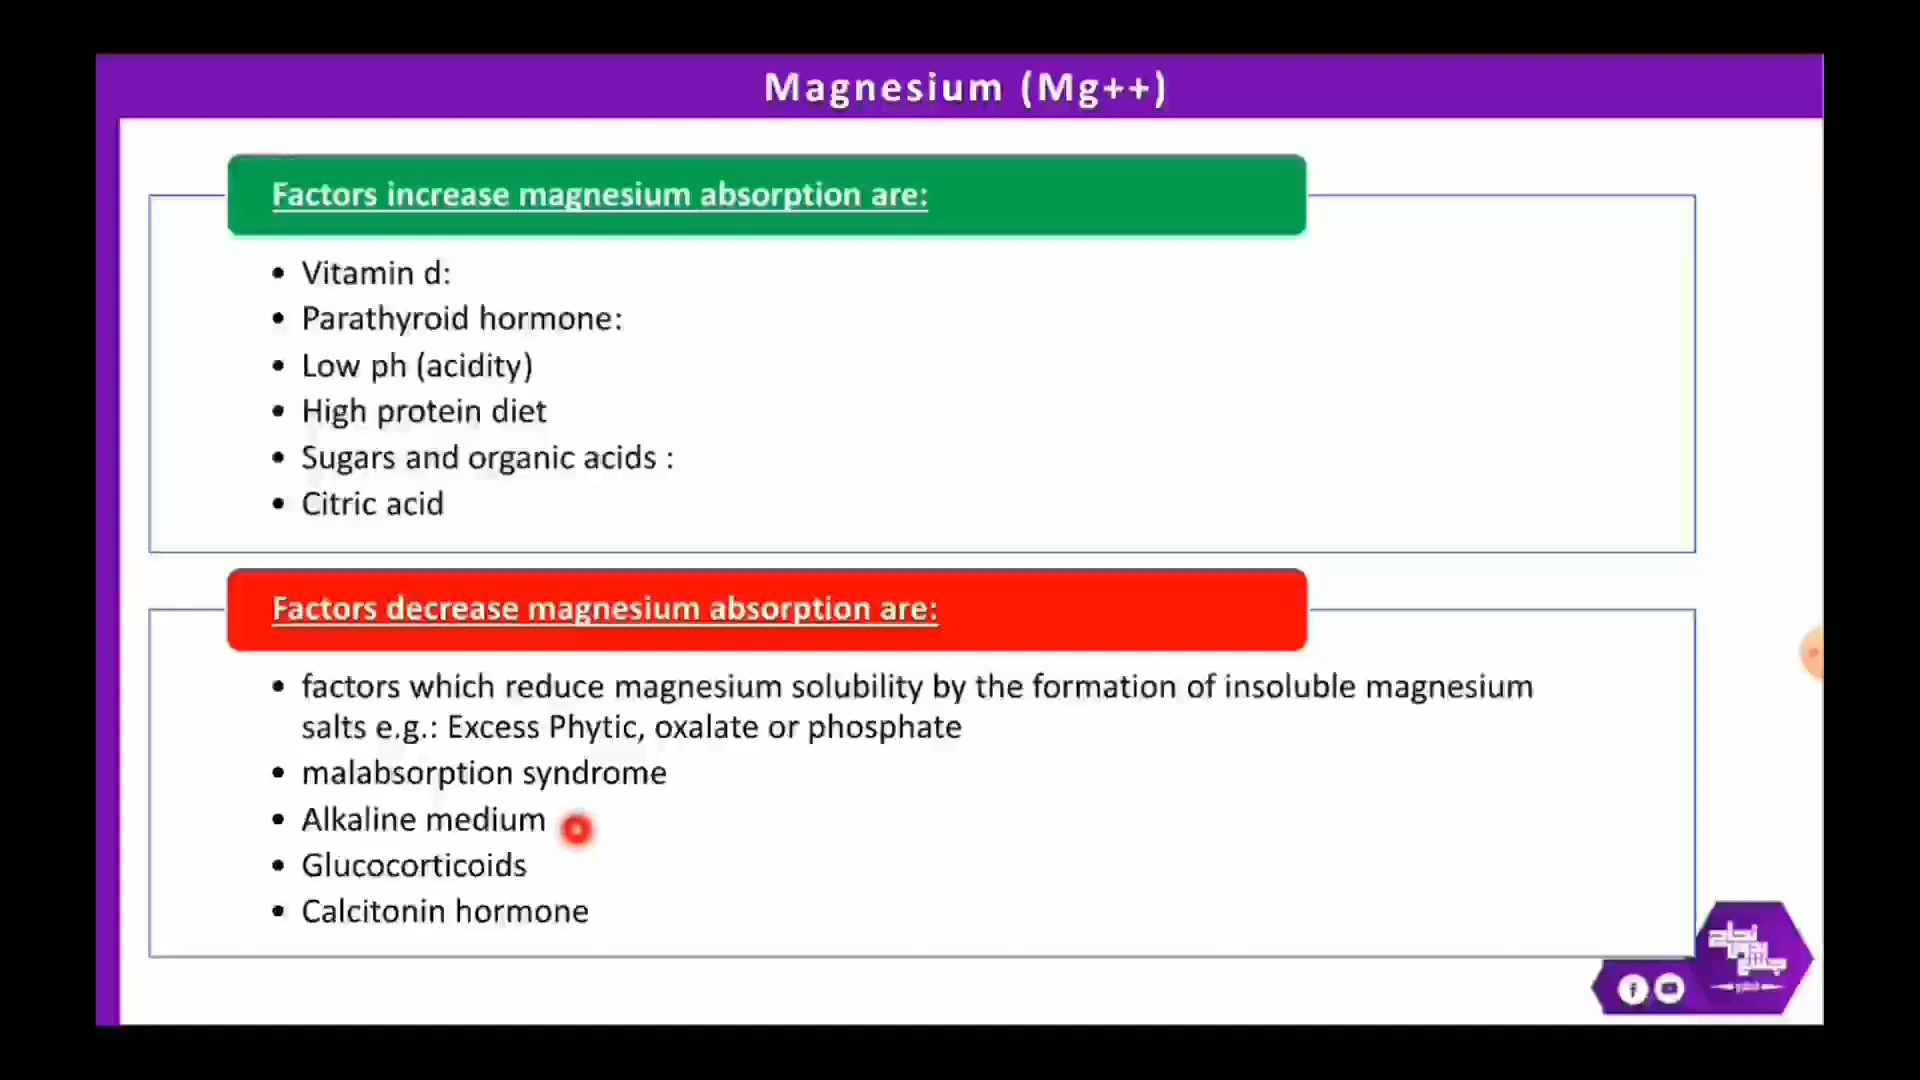 Magnesium (Mg++)
Factors increase magnesium absorption are:
• Vitamin d:
• Parathyroid hormone:
• Low ph (acidity)
• High protein diet
• Sugars and organic acids :
• Citric acid
Factors decrease magnesium absorption are:
• factors which reduce magnesium solubility by the formation of insoluble magnesium
salts e.g.: Excess Phytic, oxalate or phosphate
• malabsorption syndrome
• Alkaline medium
• Glucocorticoids
• Calcitonin hormone